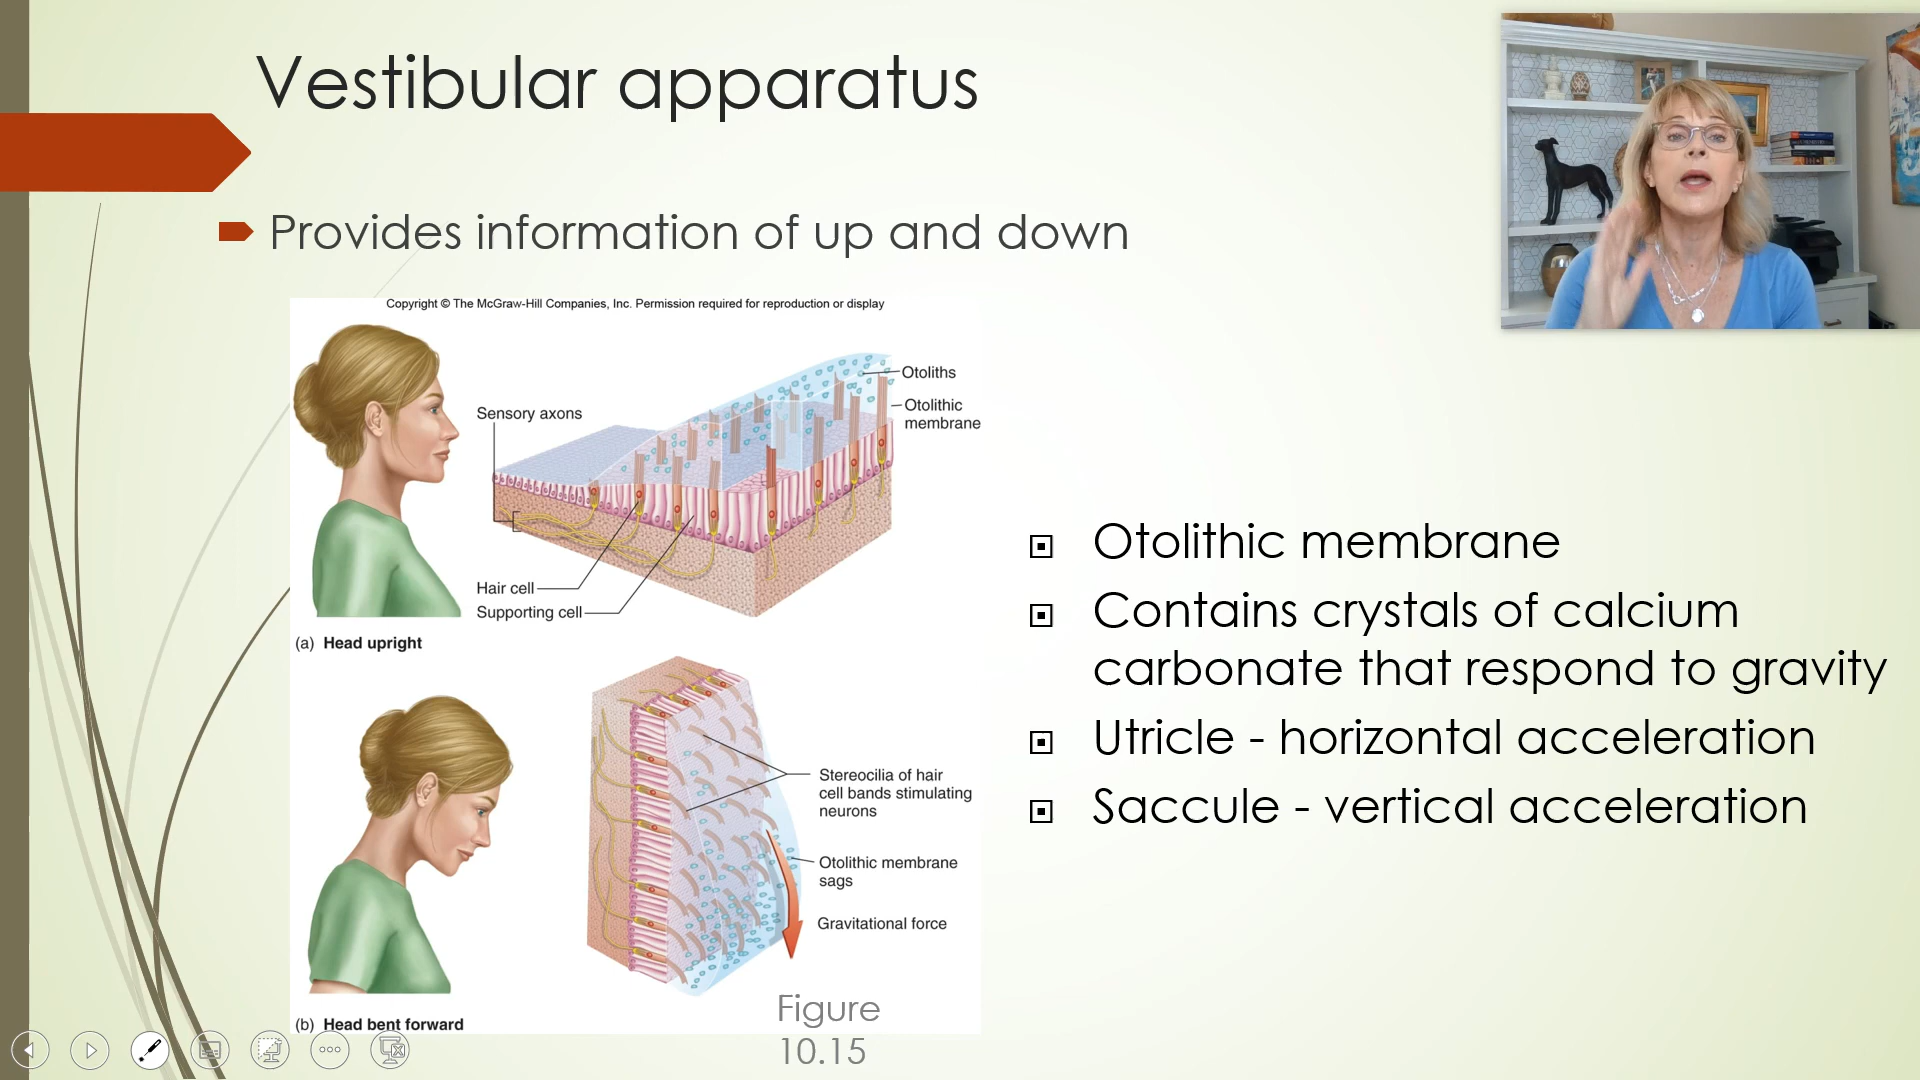 Vestibular apparatus
Provides information of up and down
Copyright © The McGraw-Hill Companies, Inc. Permission required for reproduction or display
Otoliths
Otolithic
membrane
Sensory axons
Hair cell
Supporting cell
(a) Head upright
Stereocilia of hair
cell bands stimulating
neurons
Otolithic membrane
sags
Gravitational force
(b) Head bent forward
Figure
10.15
Otolithic membrane
Contains crystals of calcium
carbonate that respond to gravity
Utricle - horizontal acceleration
Saccule - vertical acceleration